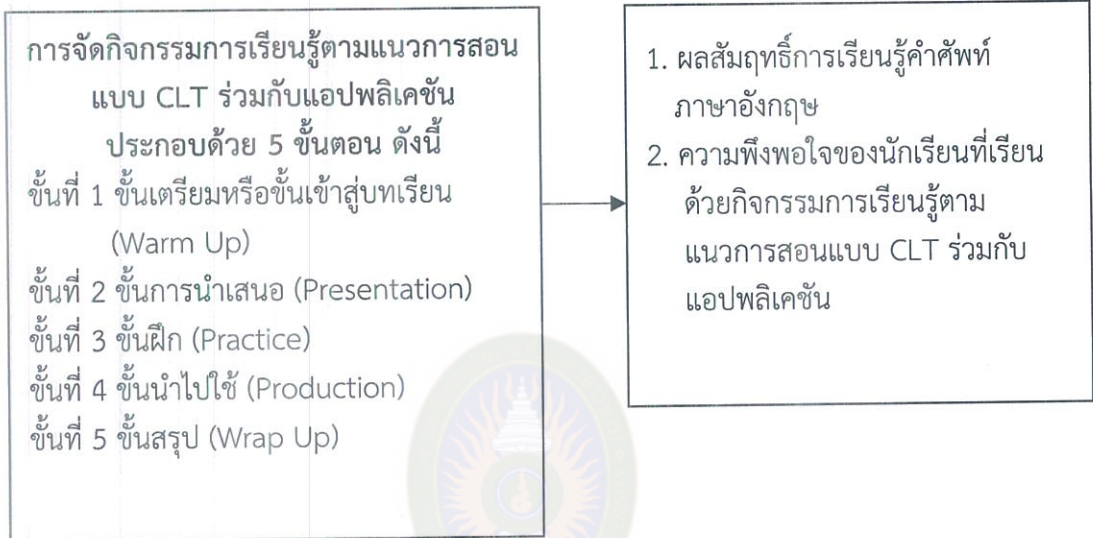 การจัดกิจกรรมการเรียนรู้ตามแนวการสอน
แบบ CLT ร่วมกับแอปพลิเคชัน
ประกอบด้วย 5 ขั้นตอน ดังนี้
ขั้นที่ 1 ขั้นเตรียมหรือขั้นเข้าสู่บทเรียน
(Warm Up)
ขั้นที่ 2 ขั้นการนำเสนอ (Presentation)
ขั้นที่ 3 ขั้นฝึก (Practice)
ขั้นที่ 4 ขั้นนำไปใช้ (Production)
ขั้นที่ 5 ขั้นสรุป (Wrap Up)
1. ผลสัมฤทธิ์การเรียนรู้คำศัพท์
ภาษาอังกฤษ
2. ความพึงพอใจของนักเรียนที่เรียน
ด้วยกิจกรรมการเรียนรู้ตาม
แนวการสอนแบบ CLT ร่วมกับ
แอปพลิเคชัน